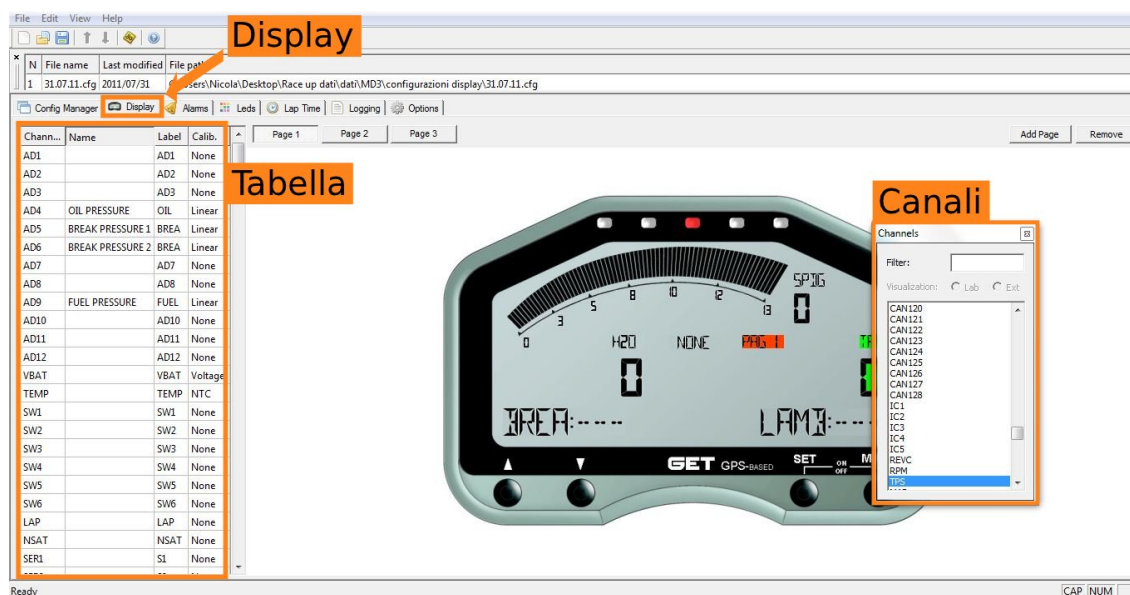 File Edit View Help
Display
N File name Last modified File path
1 31.07.11.cfg 2011/07/31 \Nicola\Desktop\Race up dati\dati\MD3\configurazioni display\31.07.11.cfg
Config Manager Display Alarms Leds Lap Time Logging Options
Chann... Name Label Calib.
Page 1 Page 2 Page 3 Add Page Remove
AD1 AD1 None
AD2 AD2 None
AD3 AD3 None
AD4 OIL PRESSURE OIL Linear
AD5 BREAK PRESSURE 1 BREA Linear
AD6 BREAK PRESSURE 2 BREA Linear
AD7 AD7 None
AD8 AD8 None
AD9 FUEL PRESSURE FUEL Linear
AD10 AD10 None
AD11 AD11 None
AD12 AD12 None
VBAT VBAT Voltage
TEMP TEMP NTC
SW1 SW1 None
SW2 SW2 None
SW3 SW3 None
SW4 SW4 None
SW5 SW5 None
SW6 SW6 None
LAP LAP None
NSAT NSAT None
SER1 S1 None
Tabella
0 3 5 8 10 12 13
SPIG
0
H2O NONE PAG 1
0
BREA:----
LAMB:----
GET GPS-BASED SET ON OFF
Canali
Channels
Filter:
Visualization: Lab Ext
CAN120
CAN121
CAN122
CAN123
CAN124
CAN125
CAN126
CAN127
CAN128
IC1
IC2
IC3
IC4
IC5
REVC
RPM
TPS
Ready CAP NUM